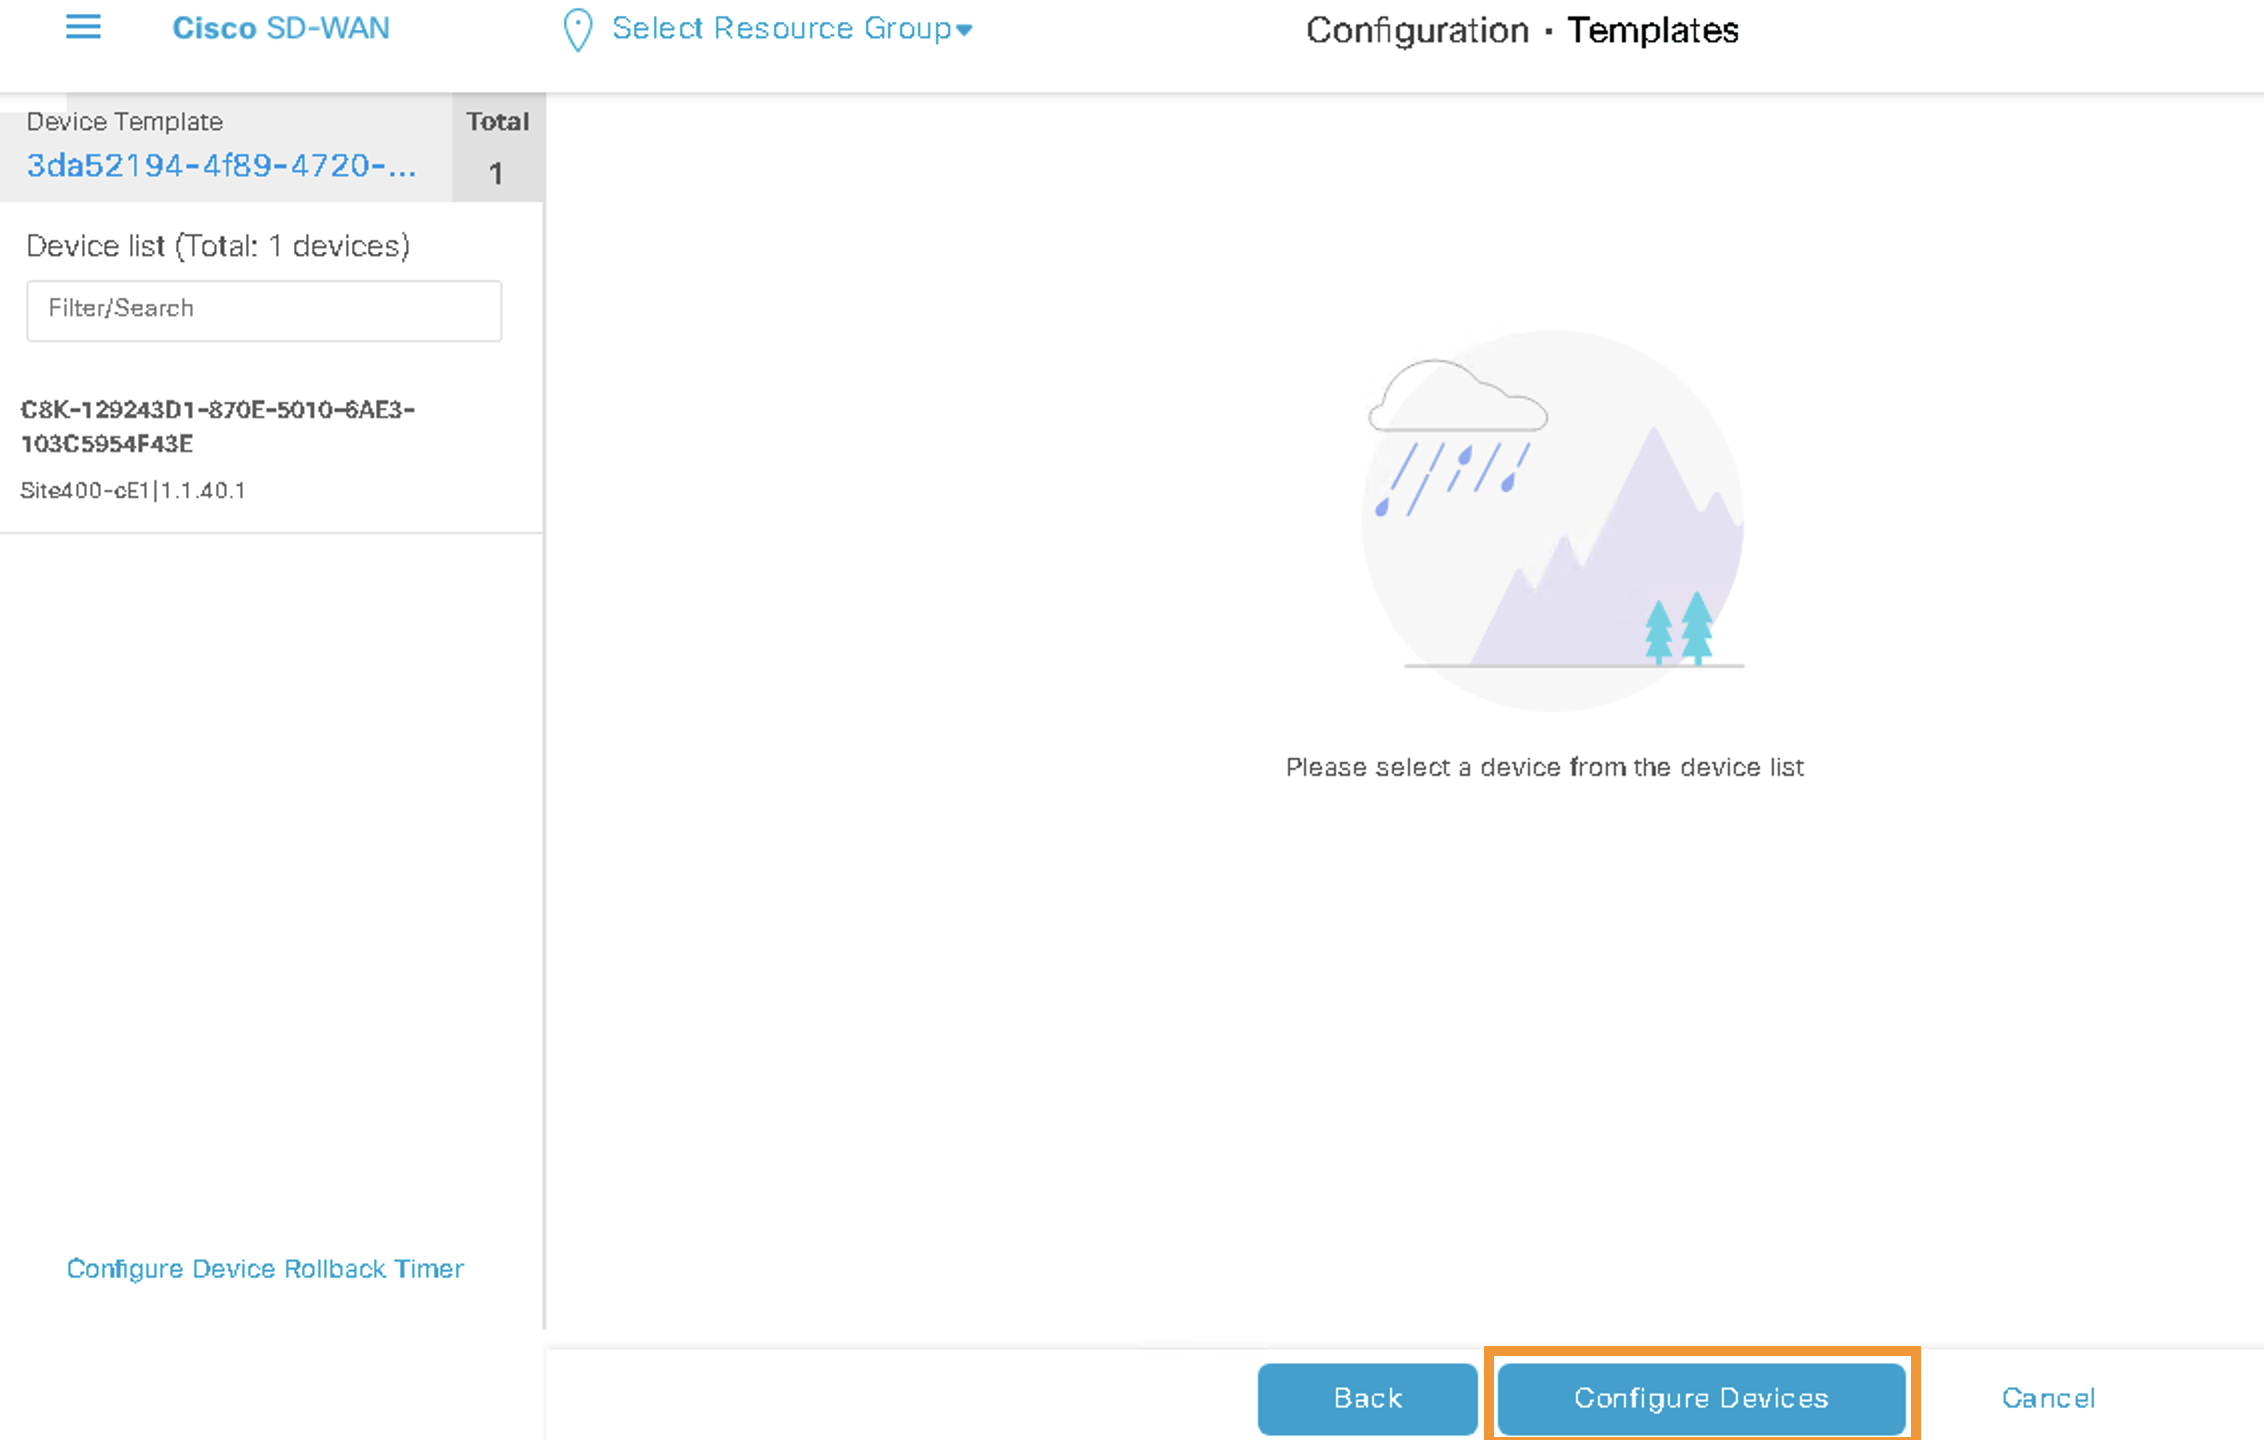 Cisco SD-WAN
Select Resource Group
Configuration · Templates
Device Template
Total
3da52194-4f89-4720-...
1
Device list (Total: 1 devices)
Filter/Search
C8K-129243D1-870E-5010-6AE3-
103C5954F43E
Site400-cE1|1.1.40.1
Please select a device from the device list
Configure Device Rollback Timer
Back
Configure Devices
Cancel